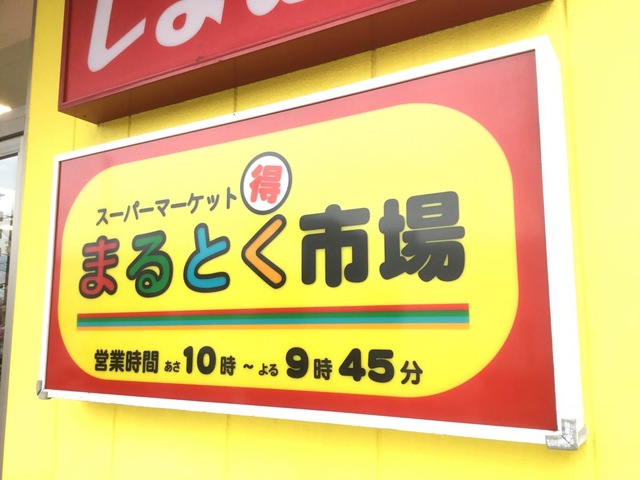 スーパーマーケット 得
まるとく市場
営業時間 あさ10時～よる9時45分